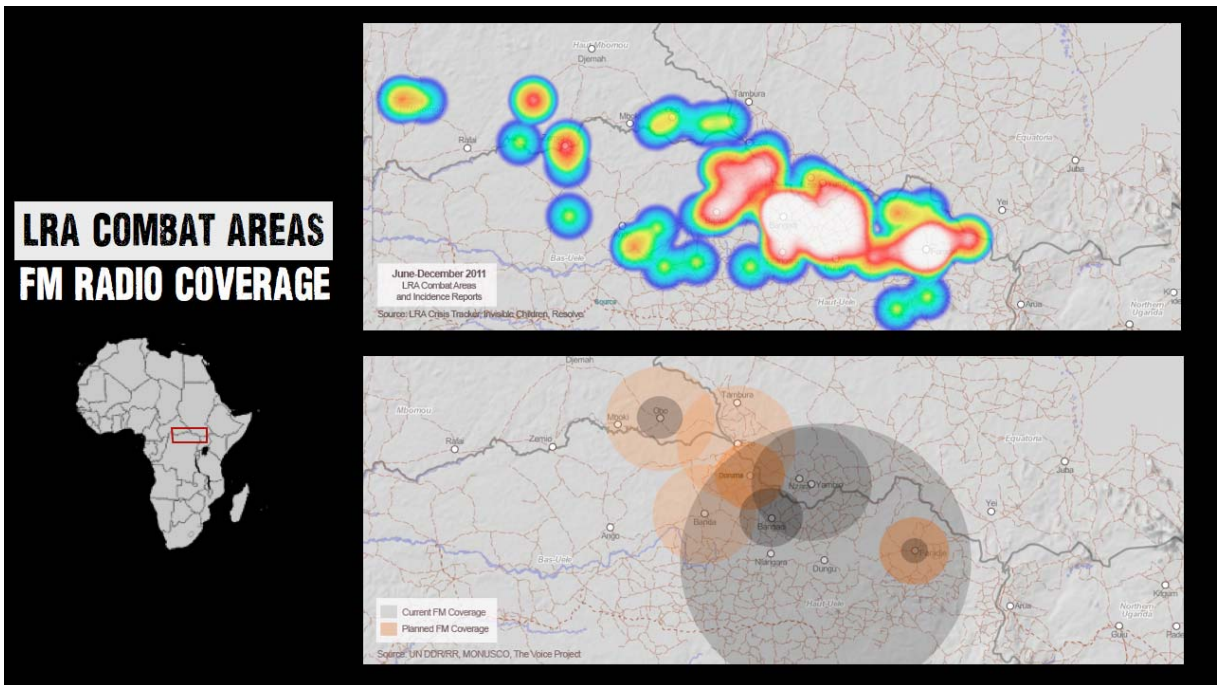 LRA COMBAT AREAS
FM RADIO COVERAGE
Haut-Mbomou
Djemah
Tambura
Rafai
Equatoria
Juba
Yei
Bas-Uele
Haut-Uele
Arua
Northern
Uganda
June-December 2011
LRA Combat Areas
and Incidence Reports
Source: LRA Crisis Tracker, Invisible Children, Resolve
Djemah
Tambura
Mbomou
Mboki
Obo
Rafai
Zemio
Equatoria
Juba
Doruma
Nzara
Yambio
Yei
Banda
Bangadi
Ango
Bas-Uele
Niangara
Dungu
Faradje
Haut-Uele
Arua
Kitgum
Northern
Uganda
Gulu
Pade
Current FM Coverage
Planned FM Coverage
Source: UN DDR/RR, MONUSCO, The Voice Project